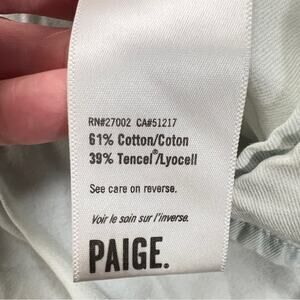 RN#27002 CA#51217
61% Cotton/Coton
39% Tencel®/Lyocell
See care on reverse.
Voir le soin sur l'inverse.
PAIGE.